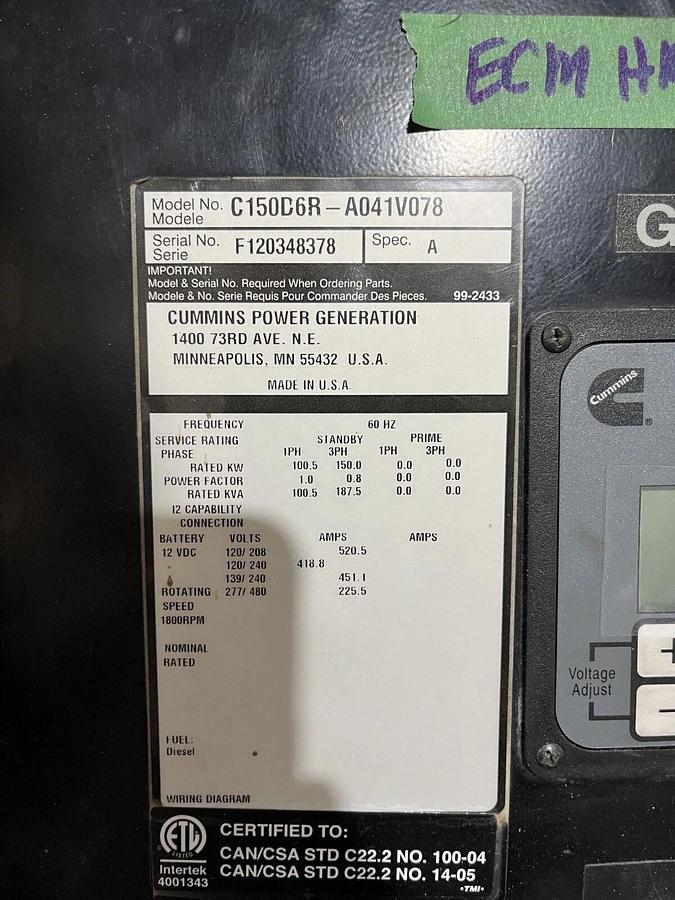 ECM
Model No. C150D6R – A041V078
Modele
Serial No. F120348378 Spec. A
Serie
IMPORTANT!
Model & Serial No. Required When Ordering Parts.
Modele & No. Serie Requis Pour Commander Des Pieces. 99-2433
CUMMINS POWER GENERATION
1400 73RD AVE. N.E.
MINNEAPOLIS, MN 55432 U.S.A.
MADE IN U.S.A.
FREQUENCY 60 HZ
SERVICE RATING STANDBY PRIME
PHASE 1PH 3PH 1PH 3PH
RATED KW 100.5 150.0 0.0 0.0
POWER FACTOR 1.0 0.8 0.0 0.0
RATED KVA 100.5 187.5 0.0 0.0
I2 CAPABILITY
CONNECTION
BATTERY VOLTS AMPS AMPS
12 VDC 120/ 208 520.5
120/ 240 418.8
139/ 240 451.1
ROTATING 277/ 480 225.5
SPEED
1800RPM
NOMINAL
RATED
FUEL:
Diesel
WIRING DIAGRAM
ETL
LISTED
Intertek
4001343
CERTIFIED TO:
CAN/CSA STD C22.2 NO. 100-04
CAN/CSA STD C22.2 NO. 14-05
•TMI•
G
Cummins
®
+
Voltage
Adjust
–